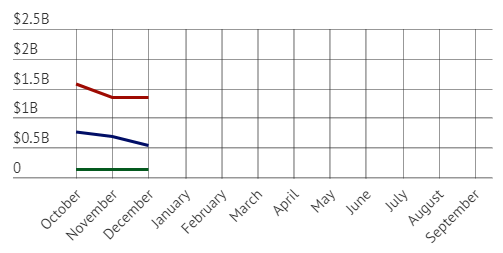 $2.5B
$2B
$1.5B
$1B
$0.5B
0
October
November
December
January
February
March
April
May
June
July
August
September